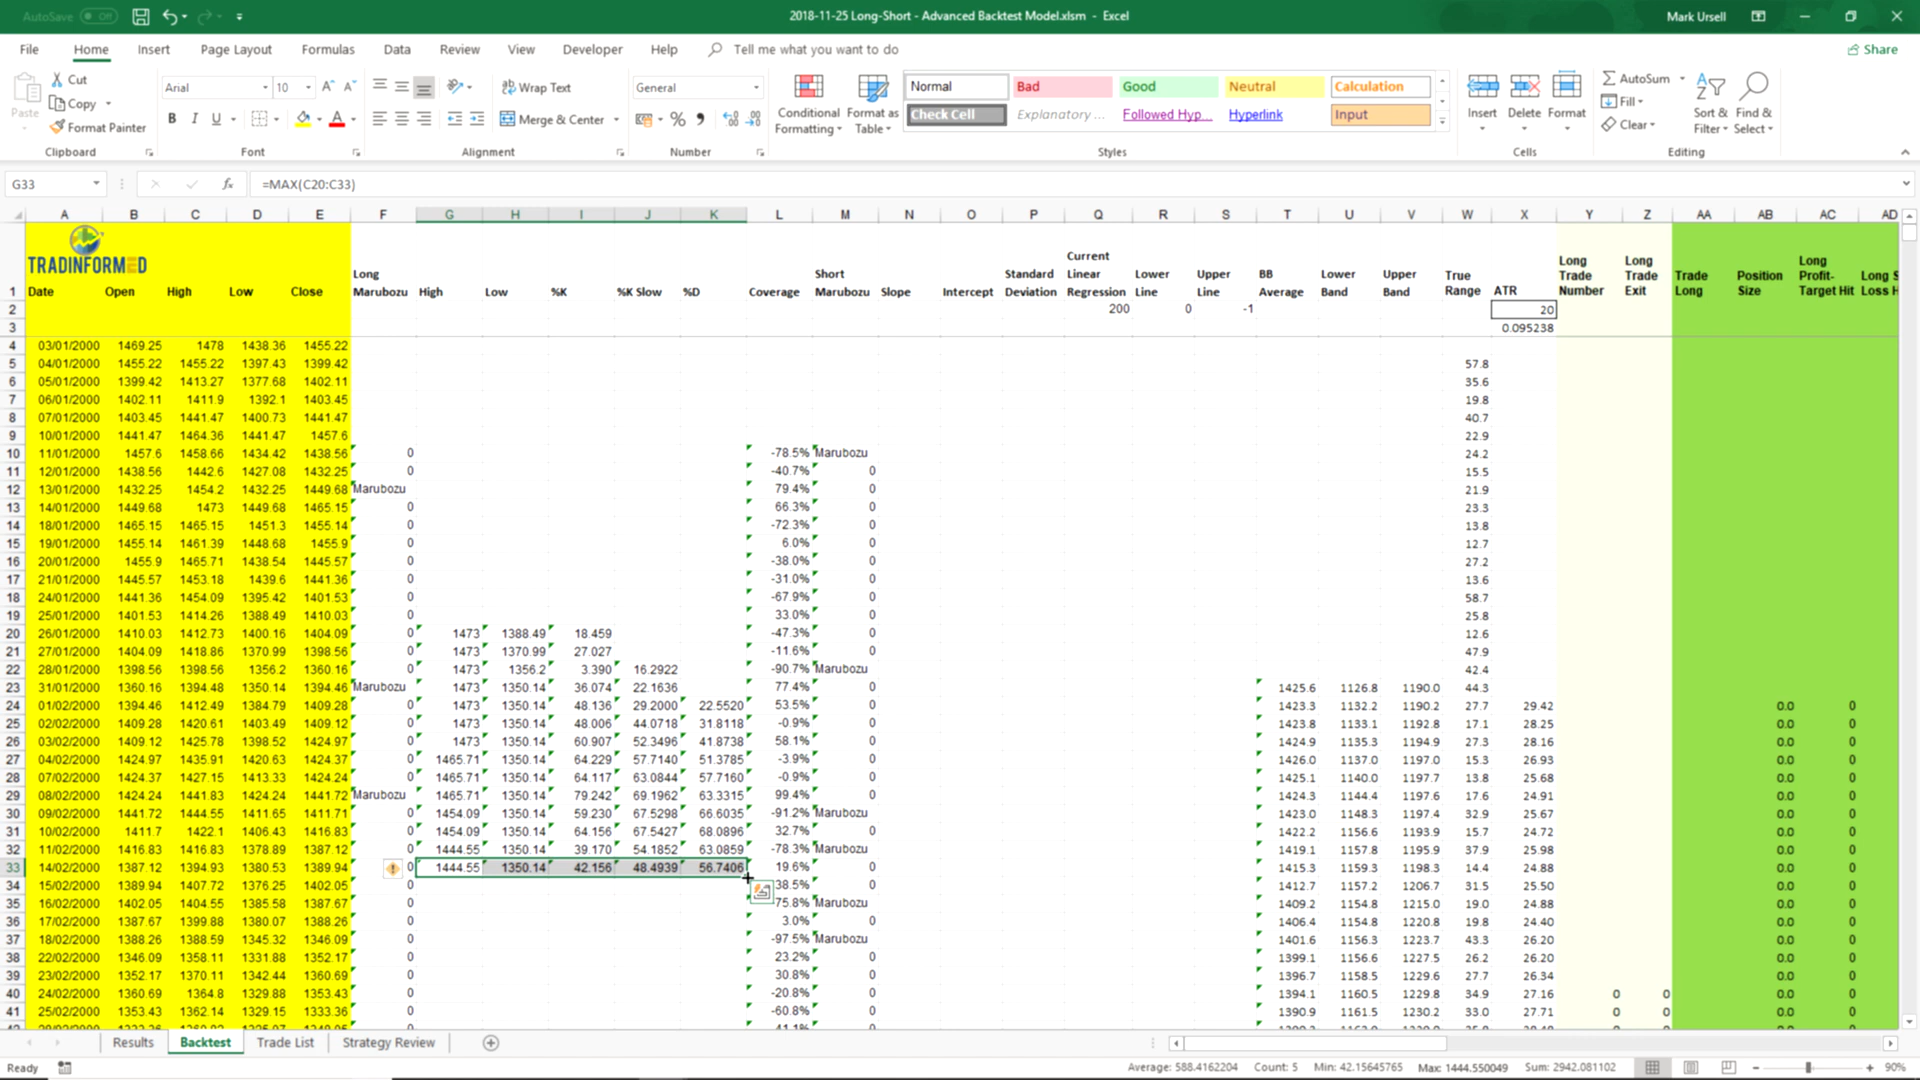 AutoSave Off 2018-11-25 Long-Short - Advanced Backtest Model.xlsm - Excel Mark Ursell
File Home Insert Page Layout Formulas Data Review View Developer Help Tell me what you want to do Share
Cut Arial 10 Wrap Text General Normal Bad Good Neutral Calculation AutoSum
Paste Copy Conditional Format as Insert Delete Format Fill Sort & Find &
Format Painter B I U Merge & Center % Formatting Table Check Cell Explanatory ... Followed Hyp... Hyperlink Input Clear Filter Select
Clipboard Font Alignment Number Styles Cells Editing
G33 fx =MAX(C20:C33)
A B C D E F G H I J K L M N O P Q R S T U V W X Y Z AA AB AC AD
TRADINFORMED
1 Date Open High Low Close Long Marubozu High Low %K %K Slow %D Coverage Short Marubozu Slope Intercept Standard Deviation Current Linear Regression Lower Line Upper Line BB Average Lower Band Upper Band True Range ATR Long Trade Number Long Trade Exit Trade Long Position Size Long Profit- Target Hit Long S Loss H
2 200 0 -1 20
3 0.095238
4 03/01/2000 1469.25 1478 1438.36 1455.22
5 04/01/2000 1455.22 1455.22 1397.43 1399.42 57.8
6 05/01/2000 1399.42 1413.27 1377.68 1402.11 35.6
7 06/01/2000 1402.11 1411.9 1392.1 1403.45 19.8
8 07/01/2000 1403.45 1441.47 1400.73 1441.47 40.7
9 10/01/2000 1441.47 1464.36 1441.47 1457.6 22.9
10 11/01/2000 1457.6 1458.66 1434.42 1438.56 0 -78.5% Marubozu 24.2
11 12/01/2000 1438.56 1442.6 1427.08 1432.25 0 -40.7% 0 15.5
12 13/01/2000 1432.25 1454.2 1432.25 1449.68 Marubozu 79.4% 0 21.9
13 14/01/2000 1449.68 1473 1449.68 1465.15 0 66.3% 0 23.3
14 18/01/2000 1465.15 1465.15 1451.3 1455.14 0 -72.3% 0 13.8
15 19/01/2000 1455.14 1461.39 1448.68 1455.9 0 6.0% 0 12.7
16 20/01/2000 1455.9 1465.71 1438.54 1445.57 0 -38.0% 0 27.2
17 21/01/2000 1445.57 1453.18 1439.6 1441.36 0 -31.0% 0 13.6
18 24/01/2000 1441.36 1454.09 1395.42 1401.53 0 -67.9% 0 58.7
19 25/01/2000 1401.53 1414.26 1388.49 1410.03 0 33.0% 0 25.8
20 26/01/2000 1410.03 1412.73 1400.16 1404.09 0 1473 1388.49 18.459 -47.3% 0 12.6
21 27/01/2000 1404.09 1418.86 1370.99 1398.56 0 1473 1370.99 27.027 -11.6% 0 47.9
22 28/01/2000 1398.56 1398.56 1356.2 1360.16 0 1473 1356.2 3.390 16.2922 -90.7% Marubozu 42.4
23 31/01/2000 1360.16 1394.48 1350.14 1394.46 Marubozu 1473 1350.14 36.074 22.1636 77.4% 0 1425.6 1126.8 1190.0 44.3
24 01/02/2000 1394.46 1412.49 1384.79 1409.28 0 1473 1350.14 48.136 29.2000 22.5520 53.5% 0 1423.3 1132.2 1190.2 27.7 29.42 0.0 0
25 02/02/2000 1409.28 1420.61 1403.49 1409.12 0 1473 1350.14 48.006 44.0718 31.8118 -0.9% 0 1423.8 1133.1 1192.8 17.1 28.25 0.0 0
26 03/02/2000 1409.12 1425.78 1398.52 1424.97 0 1473 1350.14 60.907 52.3496 41.8738 58.1% 0 1424.9 1135.3 1194.9 27.3 28.16 0.0 0
27 04/02/2000 1424.97 1435.91 1420.63 1424.37 0 1465.71 1350.14 64.229 57.7140 51.3785 -3.9% 0 1426.0 1137.0 1197.0 15.3 26.93 0.0 0
28 07/02/2000 1424.37 1427.15 1413.33 1424.24 0 1465.71 1350.14 64.117 63.0844 57.7160 -0.9% 0 1425.1 1140.0 1197.7 13.8 25.68 0.0 0
29 08/02/2000 1424.24 1441.83 1424.24 1441.72 Marubozu 1465.71 1350.14 79.242 69.1962 63.3315 99.4% 0 1424.3 1144.4 1197.6 17.6 24.91 0.0 0
30 09/02/2000 1441.72 1444.55 1411.65 1411.71 0 1454.09 1350.14 59.230 67.5298 66.6035 -91.2% Marubozu 1423.0 1148.3 1197.4 32.9 25.67 0.0 0
31 10/02/2000 1411.7 1422.1 1406.43 1416.83 0 1454.09 1350.14 64.156 67.5427 68.0896 32.7% 0 1422.2 1156.6 1193.9 15.7 24.72 0.0 0
32 11/02/2000 1416.83 1416.83 1378.89 1387.12 0 1444.55 1350.14 39.170 54.1852 63.0859 -78.3% Marubozu 1419.1 1157.8 1195.9 37.9 25.98 0.0 0
33 14/02/2000 1387.12 1394.93 1380.53 1389.94 0 1444.55 1350.14 42.156 48.4939 56.7406 19.6% 0 1415.3 1159.3 1198.3 14.4 24.88 0.0 0
34 15/02/2000 1389.94 1407.72 1376.25 1402.05 0 38.5% 0 1412.7 1157.2 1206.7 31.5 25.50 0.0 0
35 16/02/2000 1402.05 1404.55 1385.58 1387.67 0 75.8% Marubozu 1409.2 1154.8 1215.0 19.0 24.88 0.0 0
36 17/02/2000 1387.67 1399.88 1380.07 1388.26 0 3.0% 0 1406.4 1154.8 1220.8 19.8 24.40 0.0 0
37 18/02/2000 1388.26 1388.59 1345.32 1346.09 0 -97.5% Marubozu 1401.6 1156.3 1223.7 43.3 26.20 0.0 0
38 22/02/2000 1346.09 1358.11 1331.88 1352.17 0 23.2% 0 1399.1 1156.6 1227.5 26.2 26.20 0.0 0
39 23/02/2000 1352.17 1370.11 1342.44 1360.69 0 30.8% 0 1396.7 1158.5 1229.6 27.7 26.34 0.0 0
40 24/02/2000 1360.69 1364.8 1329.88 1353.43 0 -20.8% 0 1394.1 1160.5 1229.8 34.9 27.16 0 0 0.0 0
41 25/02/2000 1353.43 1362.14 1329.15 1333.36 0 -60.8% 0 1390.9 1161.5 1230.2 33.0 27.71 0 0 0.0 0
Results Backtest Trade List Strategy Review
Ready Average: 588.4162204 Count: 5 Min: 42.15645765 Max: 1444.550049 Sum: 2942.081102 90%